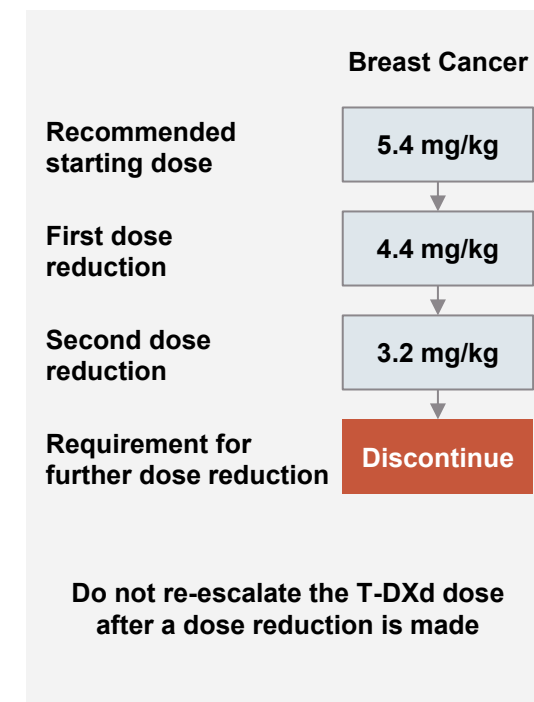 Breast Cancer
Recommended
starting dose
5.4 mg/kg
First dose
reduction
4.4 mg/kg
Second dose
reduction
3.2 mg/kg
Requirement for
further dose reduction
Discontinue
Do not re-escalate the T-DXd dose
after a dose reduction is made